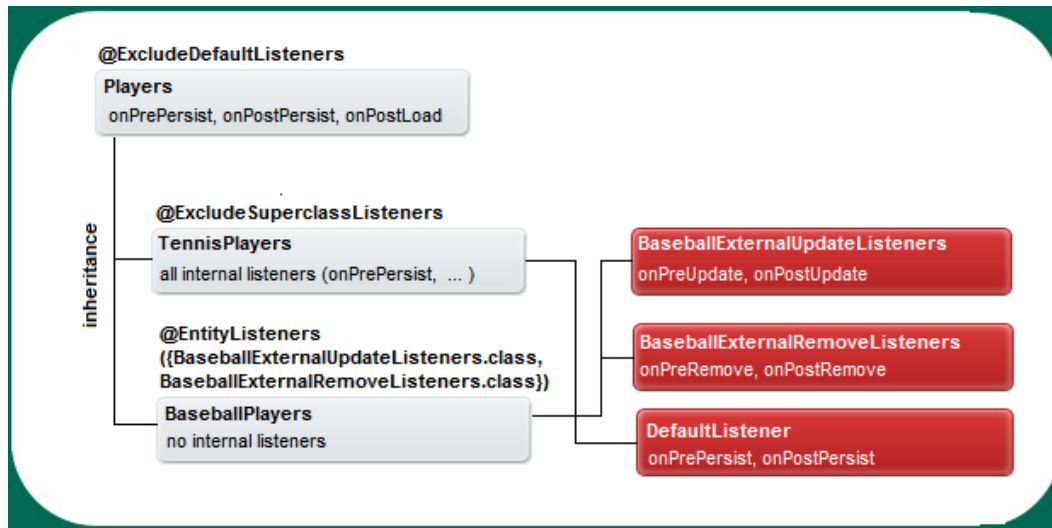 @ExcludeDefaultListeners
Players
onPrePersist, onPostPersist, onPostLoad
inheritance
@ExcludeSuperclassListeners
TennisPlayers
all internal listeners (onPrePersist, ... )
@EntityListeners
({BaseballExternalUpdateListeners.class,
BaseballExternalRemoveListeners.class})
BaseballPlayers
no internal listeners
BaseballExternalUpdateListeners
onPreUpdate, onPostUpdate
BaseballExternalRemoveListeners
onPreRemove, onPostRemove
DefaultListener
onPrePersist, onPostPersist